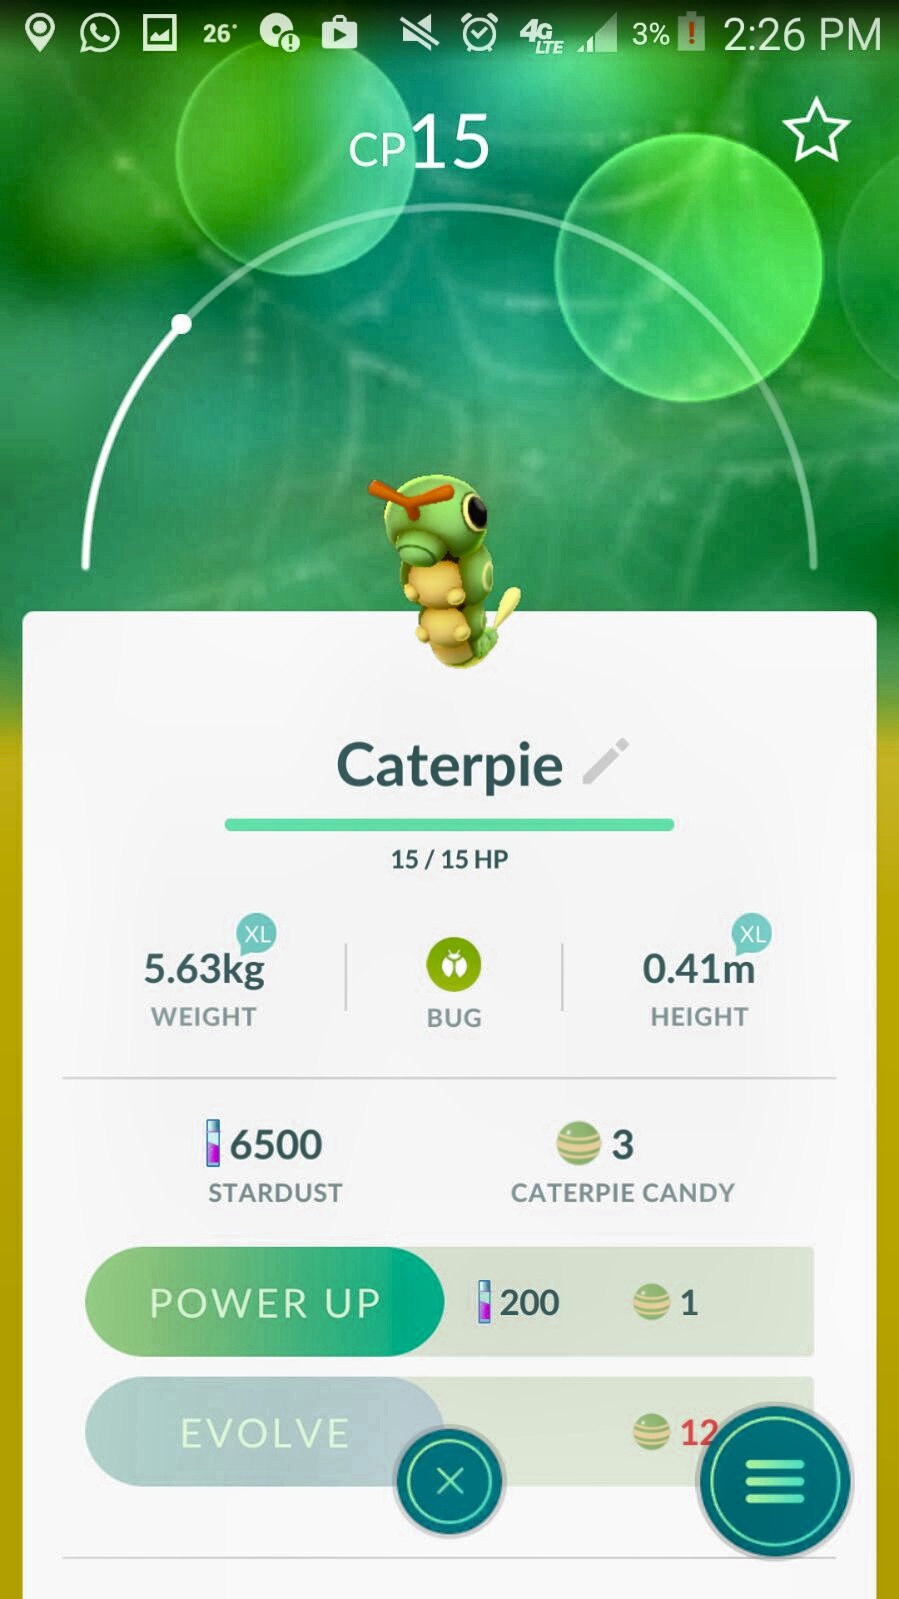 26° 4G LTE 3% 2:26 PM
CP15
Caterpie
15 / 15 HP
XL XL
5.63kg 0.41m
WEIGHT BUG HEIGHT
6500 3
STARDUST CATERPIE CANDY
POWER UP 200 1
EVOLVE 12